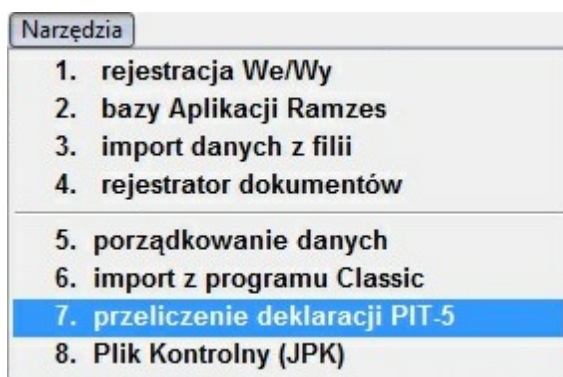 Narzędzia
1. rejestracja We/Wy
2. bazy Aplikacji Ramzes
3. import danych z filii
4. rejestrator dokumentów
5. porządkowanie danych
6. import z programu Classic
7. przeliczenie deklaracji PIT-5
8. Plik Kontrolny (JPK)